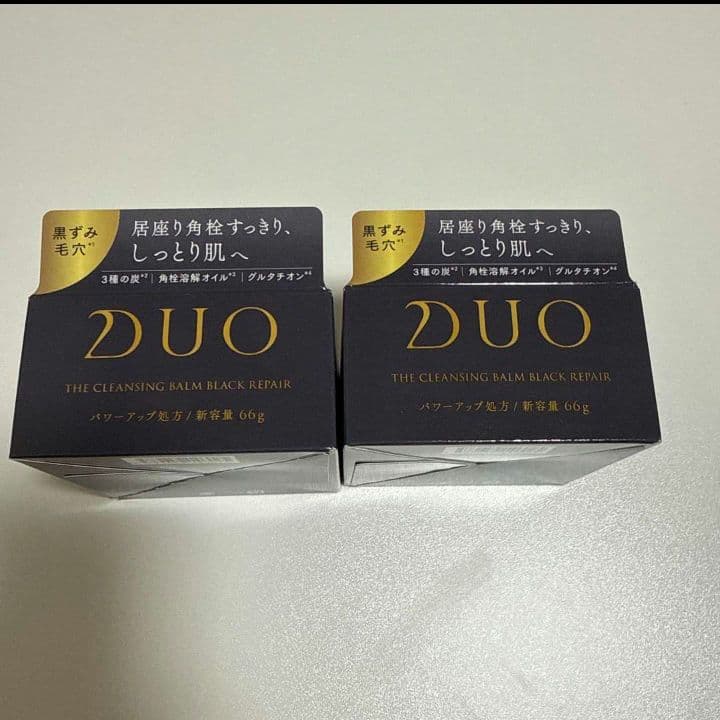 黒ずみ
毛穴*1
居座り角栓すっきり、
しっとり肌へ
3種の炭*2 | 角栓溶解オイル*3 | グルタチオン*4
DUO
THE CLEANSING BALM BLACK REPAIR
パワーアップ処方 / 新容量 66g
黒ずみ
毛穴*1
居座り角栓すっきり、
しっとり肌へ
3種の炭*2 | 角栓溶解オイル*3 | グルタチオン*4
DUO
THE CLEANSING BALM BLACK REPAIR
パワーアップ処方 / 新容量 66g